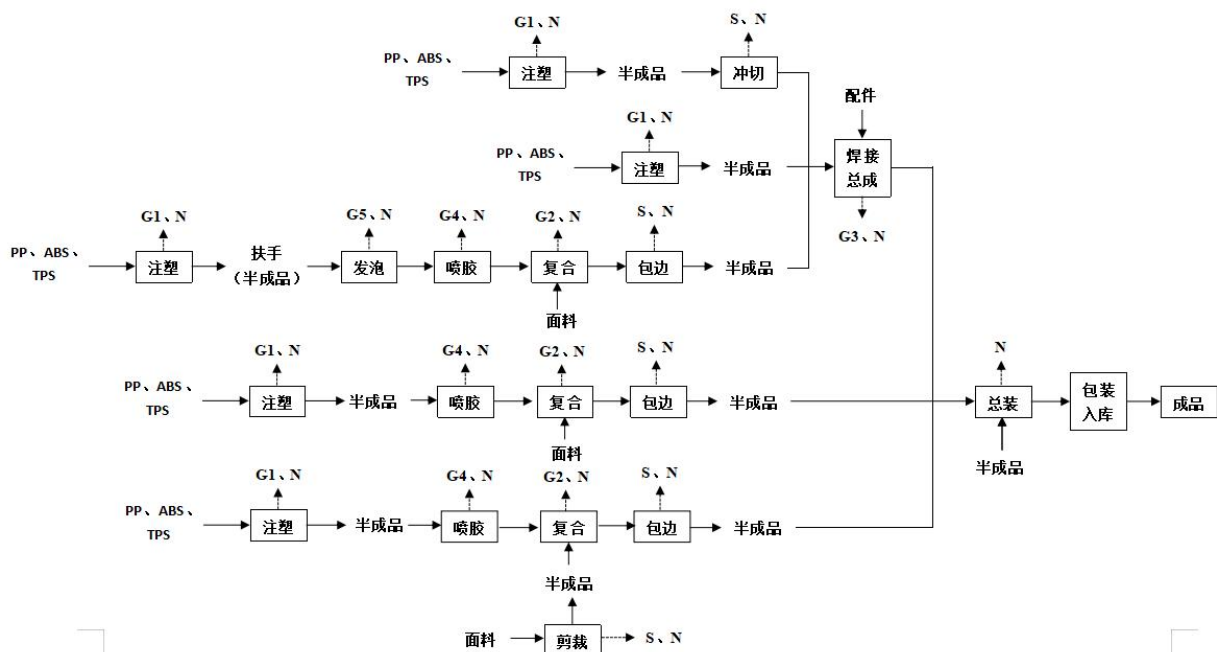 G1、N
S、N
PP、ABS、
TPS
注塑
半成品
冲切
G1、N
配件
PP、ABS、
TPS
注塑
半成品
焊接
总成
G3、N
G1、N
G5、N
G4、N
G2、N
S、N
PP、ABS、
TPS
注塑
扶手
（半成品）
发泡
喷胶
复合
包边
半成品
面料
G1、N
G4、N
G2、N
S、N
N
PP、ABS、
TPS
注塑
半成品
喷胶
复合
包边
半成品
总装
包装
入库
成品
面料
半成品
G1、N
G4、N
G2、N
S、N
PP、ABS、
TPS
注塑
半成品
喷胶
复合
包边
半成品
半成品
面料
剪裁
S、N